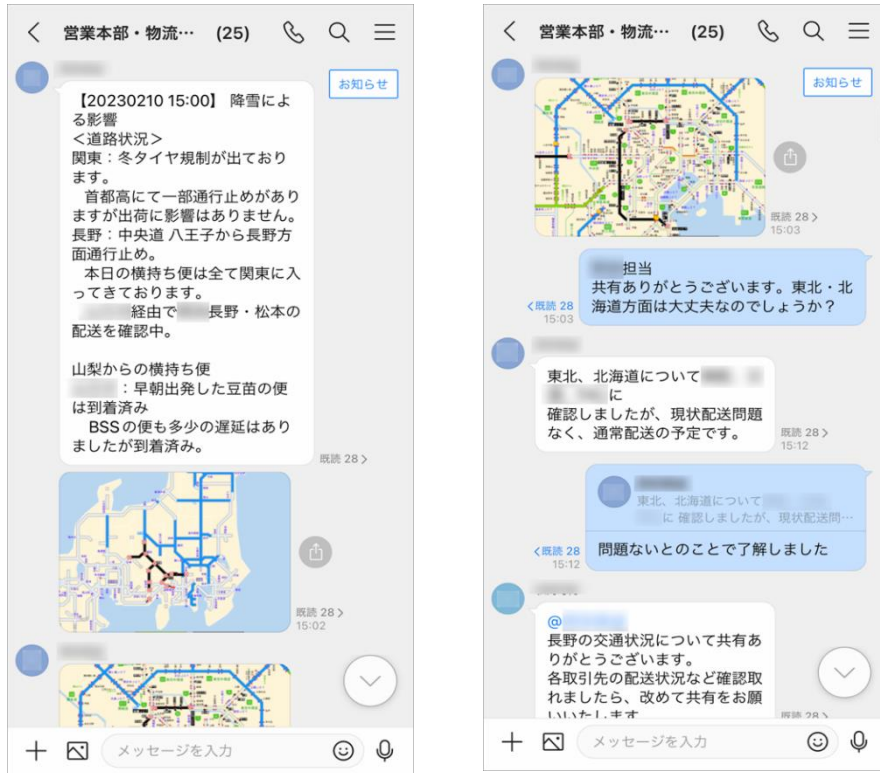 営業本部・物流… (25)
お知らせ
【20230210 15:00】 降雪によ
る影響
<道路状況>
関東：冬タイヤ規制が出ており
ます。
首都高にて一部通行止めがあり
ますが出荷に影響はありません。
長野：中央道 八王子から長野方
面通行止め。
本日の横持ち便は全て関東に入
ってきております。
経由で 長野・松本の
配送を確認中。
山梨からの横持ち便
：早朝出発した豆苗の便
は到着済み
BSSの便も多少の遅延はあり
ましたが到着済み。
既読 28
既読 28
15:02
メッセージを入力
営業本部・物流… (25)
お知らせ
既読 28
15:03
担当
共有ありがとうございます。東北・北
海道方面は大丈夫なのでしょうか？
既読 28
15:03
東北、北海道について
に
確認しましたが、現状配送問題
なく、通常配送の予定です。
既読 28
15:12
東北、北海道について
に 確認しましたが、現状配送問…
問題ないとのことで了解しました
既読 28
15:12
@
長野の交通状況について共有あ
りがとうございます。
各取引先の配送状況など確認取
れましたら、改めて共有をお願
いいたします
既読 28
メッセージを入力